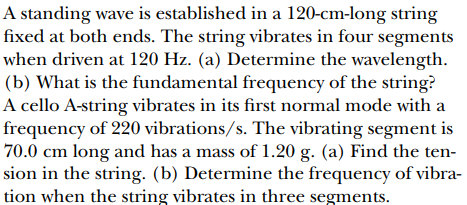 A standing wave is established in a 120-cm-long string
fixed at both ends. The string vibrates in four segments
when driven at 120 Hz. (a) Determine the wavelength.
(b) What is the fundamental frequency of the string?
A cello A-string vibrates in its first normal mode with a
frequency of 220 vibrations/s. The vibrating segment is
70.0 cm long and has a mass of 1.20 g. (a) Find the ten-
sion in the string. (b) Determine the frequency of vibra-
tion when the string vibrates in three segments.